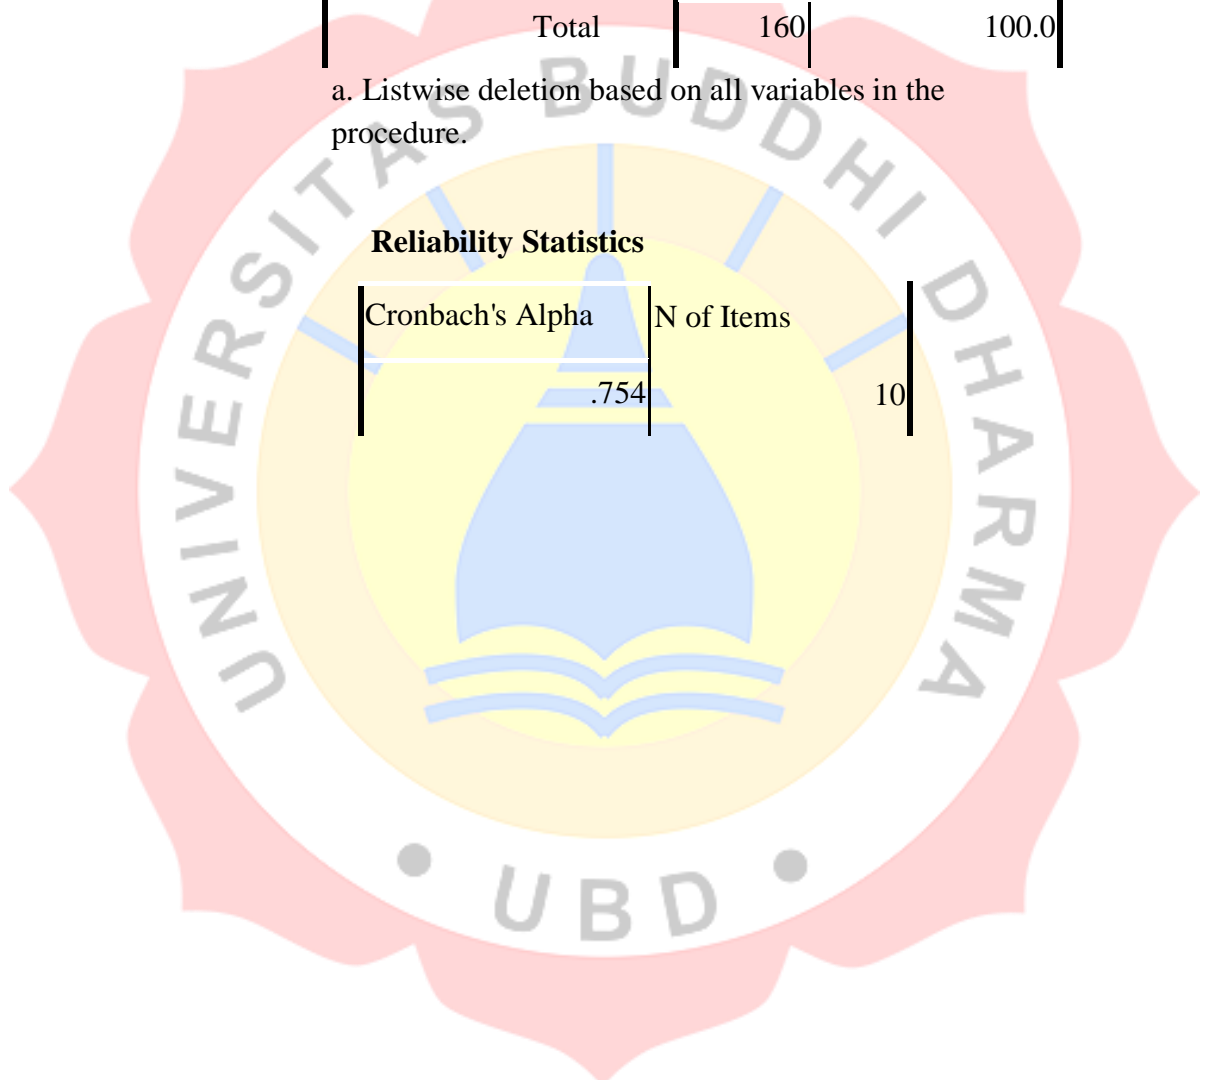 Total 160 100.0
a. Listwise deletion based on all variables in the
procedure.
Reliability Statistics
Cronbach's Alpha N of Items
.754 10
UNIVERSITAS BUDDHI DHARMA
UBD